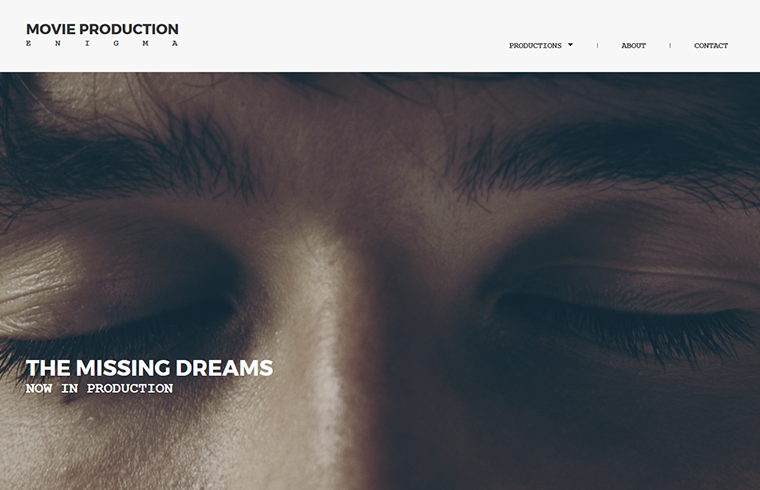 MOVIE PRODUCTION
E N I G M A
PRODUCTIONS | ABOUT | CONTACT
THE MISSING DREAMS
NOW IN PRODUCTION